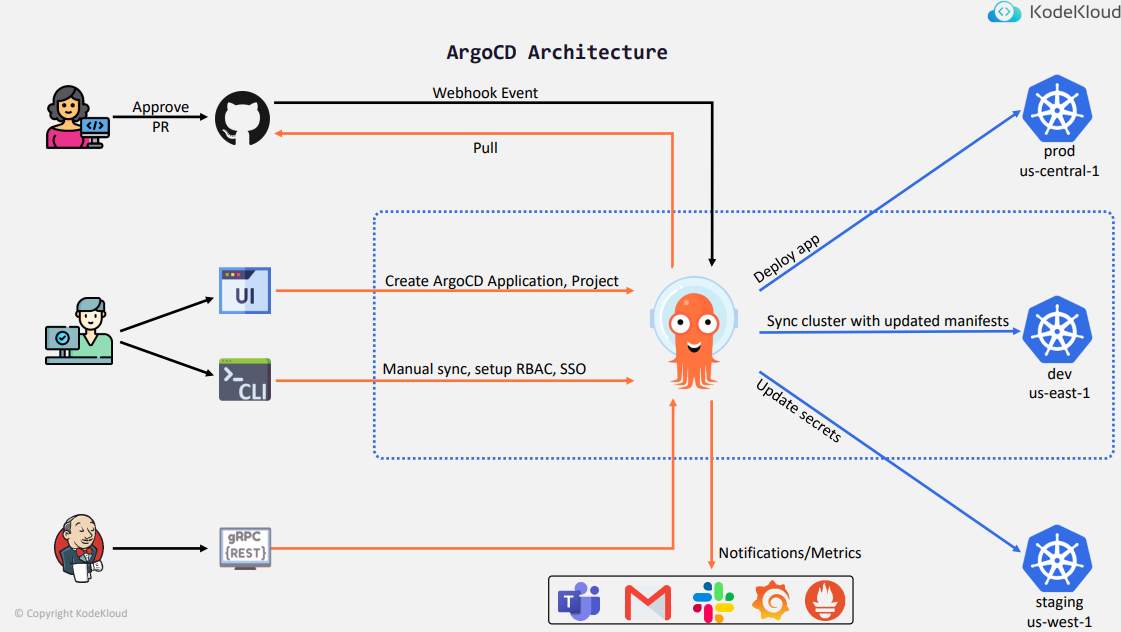 KodeKloud
ArgoCD Architecture
Approve
PR
Webhook Event
Pull
prod
us-central-1
Deploy app
UI
Create ArgoCD Application, Project
Sync cluster with updated manifests
dev
us-east-1
>_
CLI
Manual sync, setup RBAC, SSO
Update secrets
gRPC
{REST}
Notifications/Metrics
T
staging
us-west-1
© Copyright KodeKloud